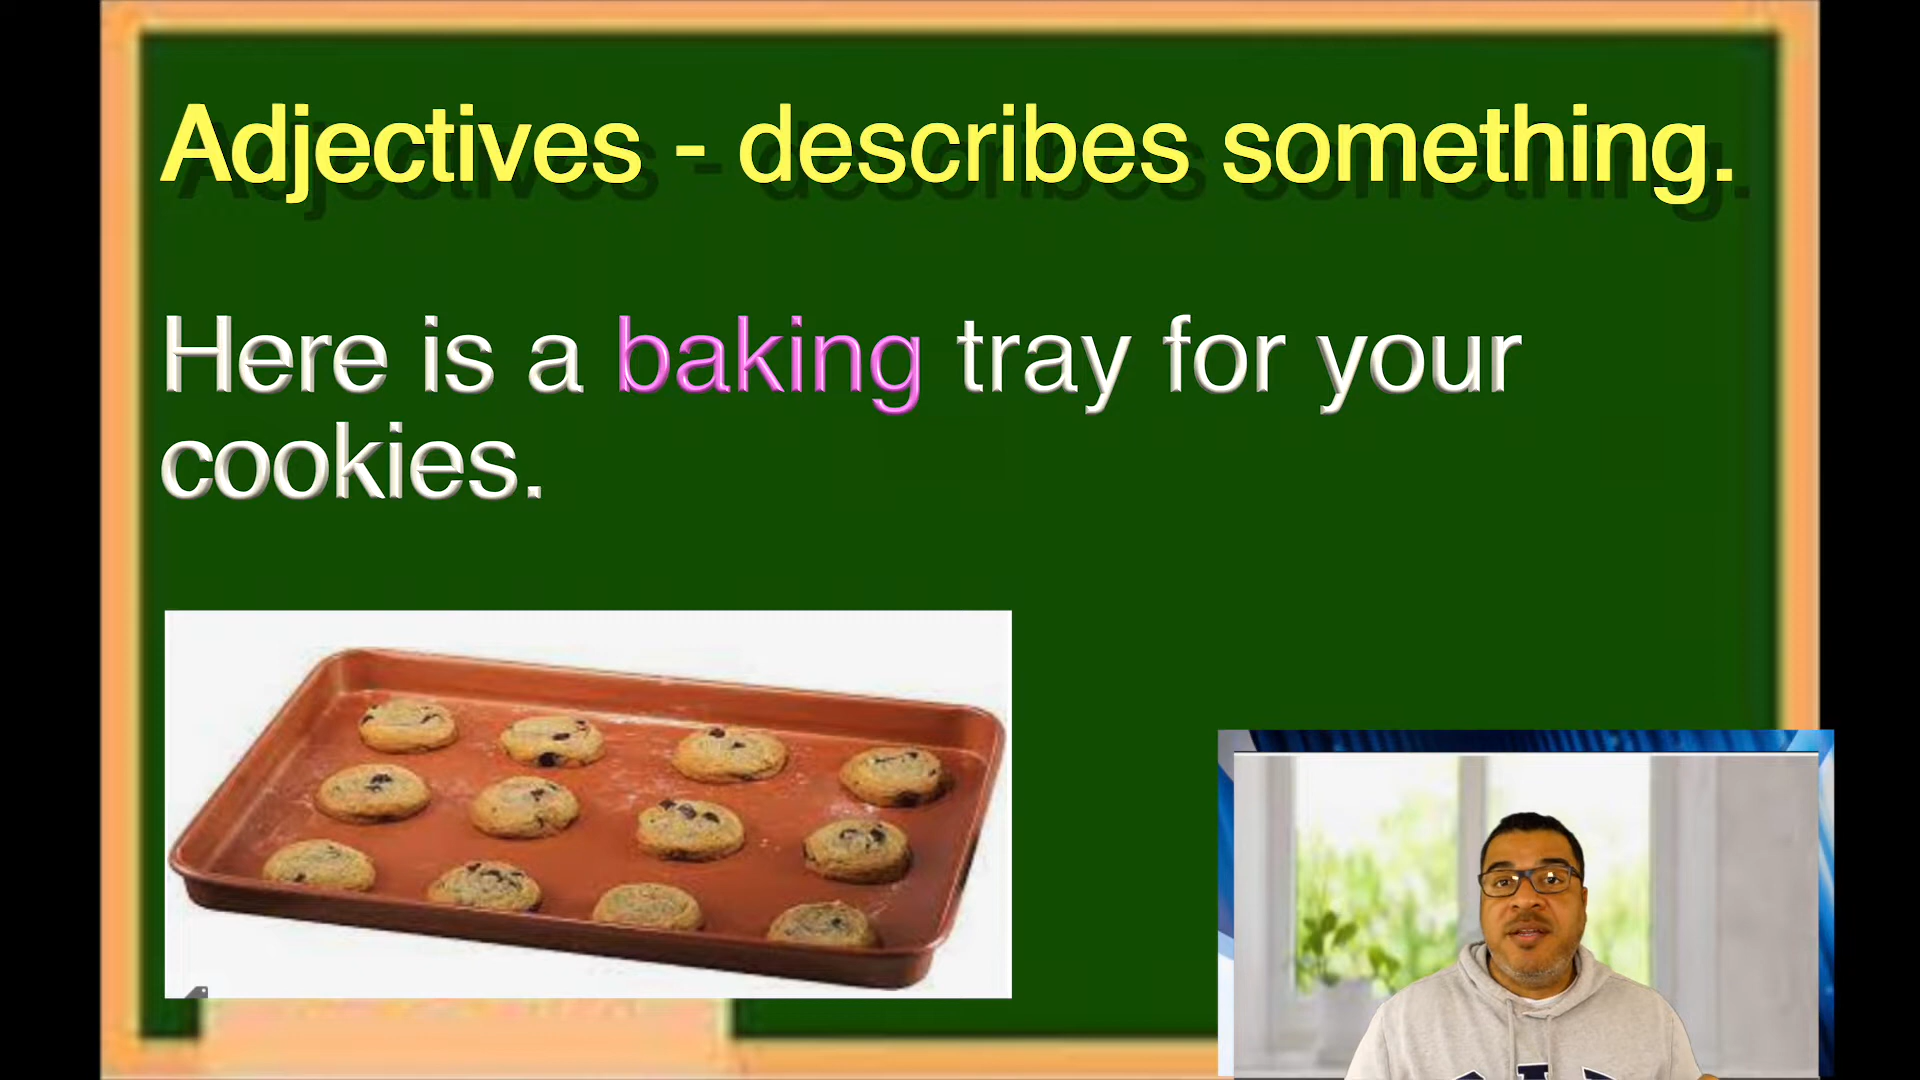 Adjectives - describes something.
Here is a baking tray for your
cookies.